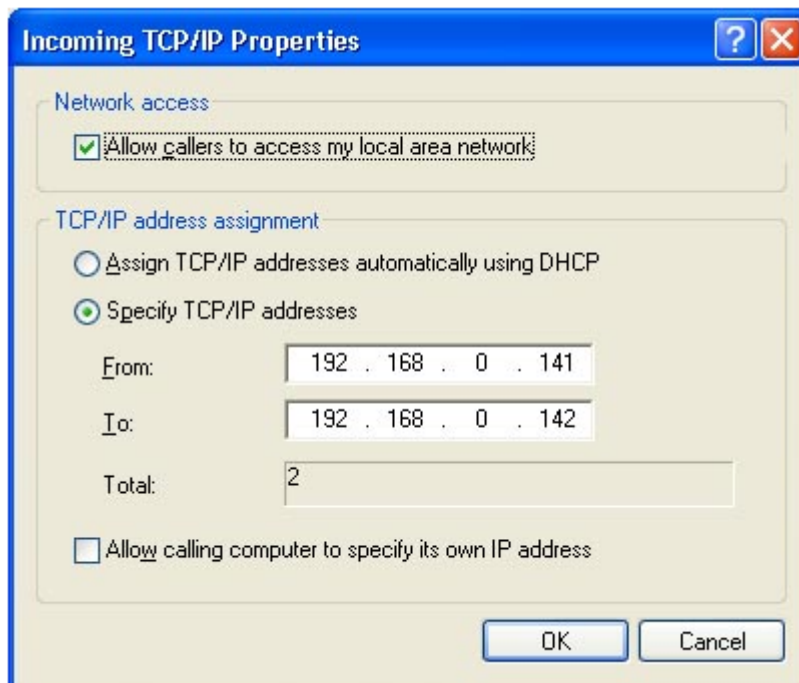 Incoming TCP/IP Properties
Network access
Allow callers to access my local area network
TCP/IP address assignment
Assign TCP/IP addresses automatically using DHCP
Specify TCP/IP addresses
From: 192 . 168 . 0 . 141
To: 192 . 168 . 0 . 142
Total: 2
Allow calling computer to specify its own IP address
OK Cancel